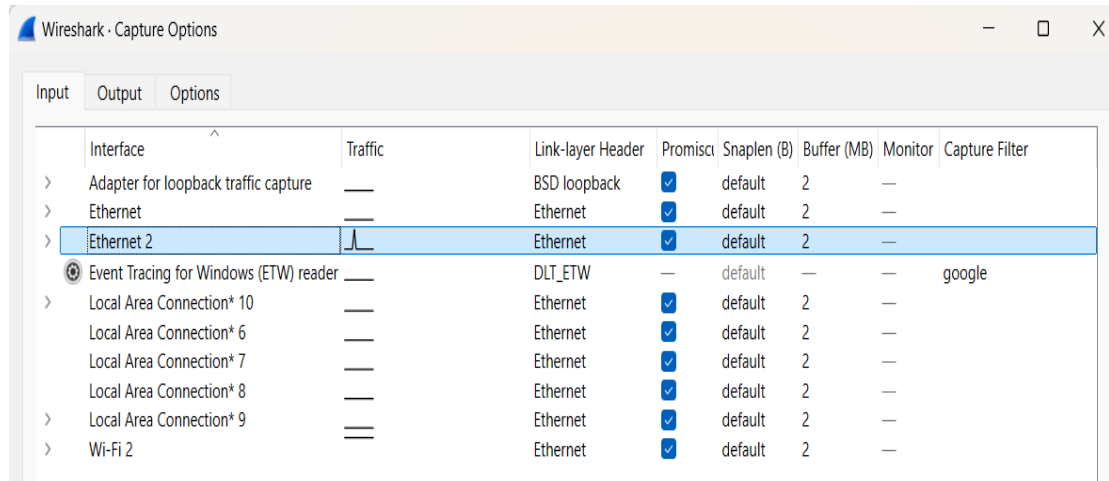 Wireshark · Capture Options
Input Output Options
Interface Traffic Link-layer Header Promiscu Snaplen (B) Buffer (MB) Monitor Capture Filter
Adapter for loopback traffic capture BSD loopback default 2 —
Ethernet Ethernet default 2 —
Ethernet 2 Ethernet default 2 —
Event Tracing for Windows (ETW) reader DLT_ETW — default — — google
Local Area Connection* 10 Ethernet default 2 —
Local Area Connection* 6 Ethernet default 2 —
Local Area Connection* 7 Ethernet default 2 —
Local Area Connection* 8 Ethernet default 2 —
Local Area Connection* 9 Ethernet default 2 —
Wi-Fi 2 Ethernet default 2 —